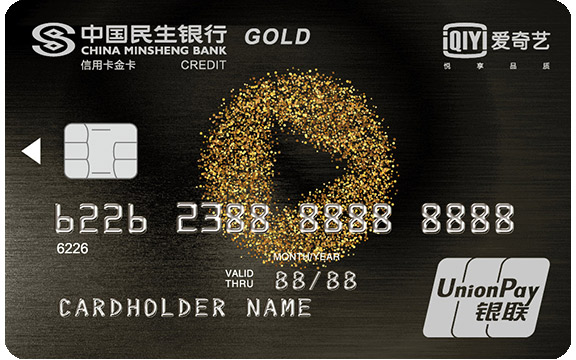 中国民生银行 GOLD
CHINA MINSHENG BANK
信用卡金卡 CREDIT
iQIY 爱奇艺
悦享品质
6226 2388 8888 8888
6226
MONTH/YEAR
VALID THRU 88/88
CARDHOLDER NAME
UnionPay
银联